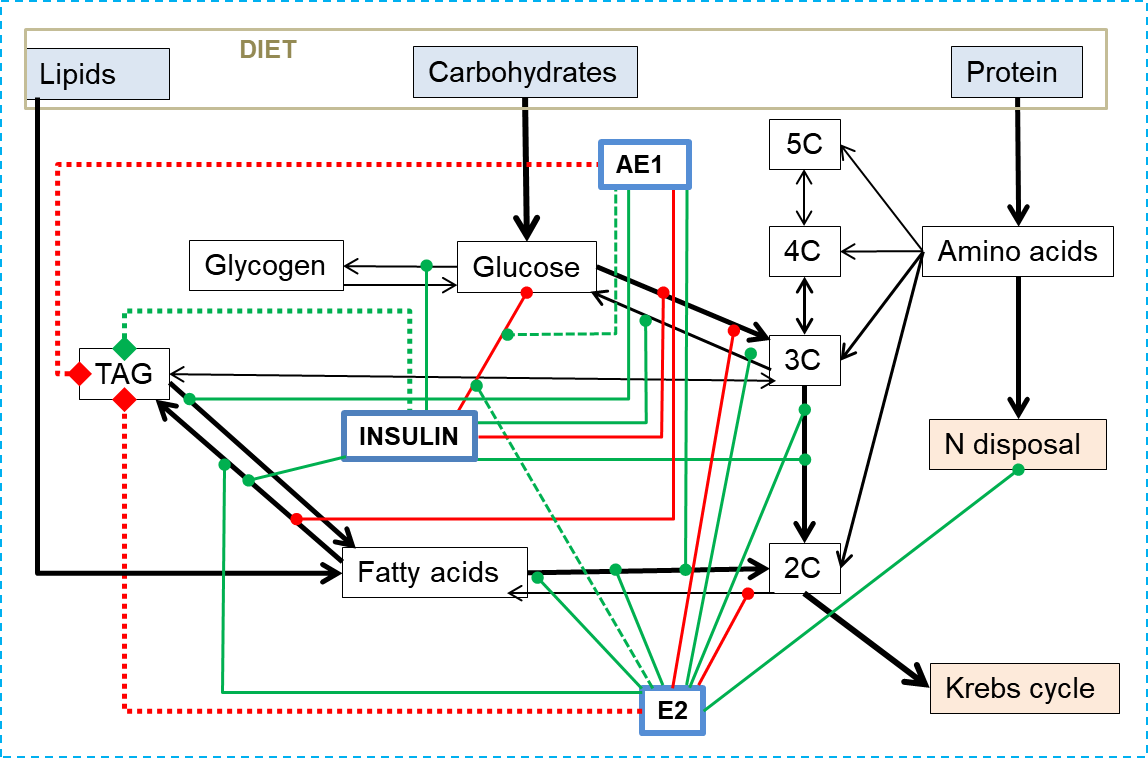 DIET
Lipids
Carbohydrates
Protein
5C
AE1
4C
Amino acids
Glycogen
Glucose
3C
TAG
INSULIN
N disposal
Fatty acids
2C
Krebs cycle
E2